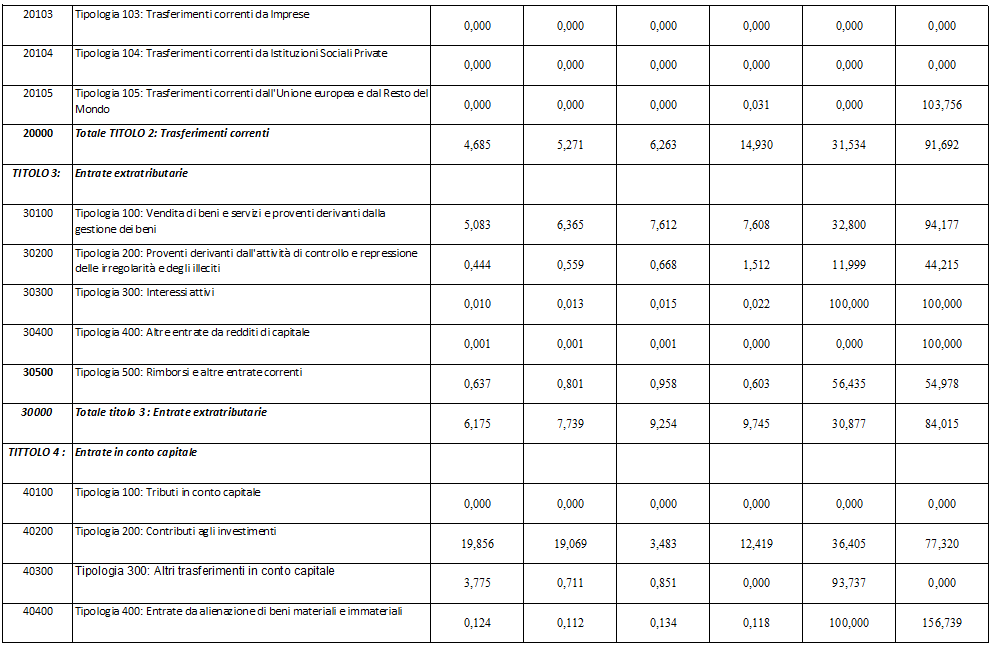 20103 Tipologia 103: Trasferimenti correnti da Imprese 0,000 0,000 0,000 0,000 0,000 0,000
20104 Tipologia 104: Trasferimenti correnti da Istituzioni Sociali Private 0,000 0,000 0,000 0,000 0,000 0,000
20105 Tipologia 105: Trasferimenti correnti dall'Unione europea e dal Resto del
Mondo 0,000 0,000 0,000 0,031 0,000 103,756
20000 Totale TITOLO 2: Trasferimenti correnti 4,685 5,271 6,263 14,930 31,534 91,692
TITOLO 3: Entrate extratributarie
30100 Tipologia 100: Vendita di beni e servizi e proventi derivanti dalla
gestione dei beni 5,083 6,365 7,612 7,608 32,800 94,177
30200 Tipologia 200: Proventi derivanti dall'attività di controllo e repressione
delle irregolarità e degli illeciti 0,444 0,559 0,668 1,512 11,999 44,215
30300 Tipologia 300: Interessi attivi 0,010 0,013 0,015 0,022 100,000 100,000
30400 Tipologia 400: Altre entrate da redditi di capitale 0,001 0,001 0,001 0,000 0,000 100,000
30500 Tipologia 500: Rimborsi e altre entrate correnti 0,637 0,801 0,958 0,603 56,435 54,978
30000 Totale titolo 3 : Entrate extratributarie 6,175 7,739 9,254 9,745 30,877 84,015
TITTOLO 4 : Entrate in conto capitale
40100 Tipologia 100: Tributi in conto capitale 0,000 0,000 0,000 0,000 0,000 0,000
40200 Tipologia 200: Contributi agli investimenti 19,856 19,069 3,483 12,419 36,405 77,320
40300 Tipologia 300: Altri trasferimenti in conto capitale 3,775 0,711 0,851 0,000 93,737 0,000
40400 Tipologia 400: Entrate da alienazione di beni materiali e immateriali 0,124 0,112 0,134 0,118 100,000 156,739